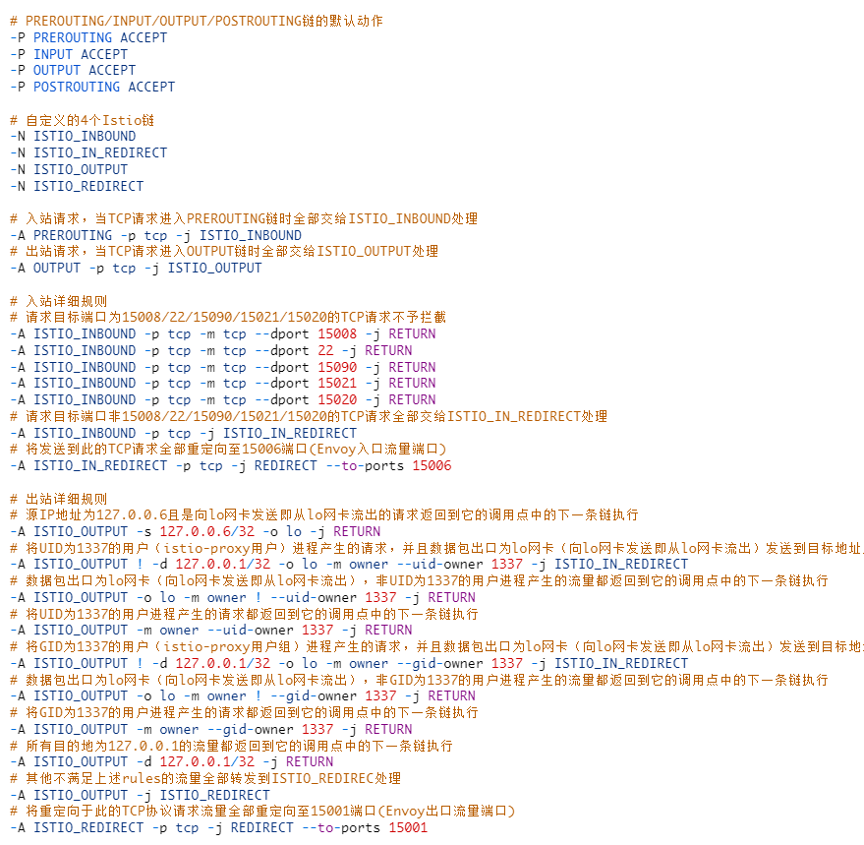 # PREROUTING/INPUT/OUTPUT/POSTROUTING链的默认动作
-P PREROUTING ACCEPT
-P INPUT ACCEPT
-P OUTPUT ACCEPT
-P POSTROUTING ACCEPT
# 自定义的4个Istio链
-N ISTIO_INBOUND
-N ISTIO_IN_REDIRECT
-N ISTIO_OUTPUT
-N ISTIO_REDIRECT
# 入站请求，当TCP请求进入PREROUTING链时全部交给ISTIO_INBOUND处理
-A PREROUTING -p tcp -j ISTIO_INBOUND
# 出站请求，当TCP请求进入OUTPUT链时全部交给ISTIO_OUTPUT处理
-A OUTPUT -p tcp -j ISTIO_OUTPUT
# 入站详细规则
# 请求目标端口为15008/22/15090/15021/15020的TCP请求不予拦截
-A ISTIO_INBOUND -p tcp -m tcp --dport 15008 -j RETURN
-A ISTIO_INBOUND -p tcp -m tcp --dport 22 -j RETURN
-A ISTIO_INBOUND -p tcp -m tcp --dport 15090 -j RETURN
-A ISTIO_INBOUND -p tcp -m tcp --dport 15021 -j RETURN
-A ISTIO_INBOUND -p tcp -m tcp --dport 15020 -j RETURN
# 请求目标端口非15008/22/15090/15021/15020的TCP请求全部交给ISTIO_IN_REDIRECT处理
-A ISTIO_INBOUND -p tcp -j ISTIO_IN_REDIRECT
# 将发送到此的TCP请求全部重定向至15006端口(Envoy入口流量端口)
-A ISTIO_IN_REDIRECT -p tcp -j REDIRECT --to-ports 15006
# 出站详细规则
# 源IP地址为127.0.0.6且是向lo网卡发送即从lo网卡流出的请求返回到它的调用点中的下一条链执行
-A ISTIO_OUTPUT -s 127.0.0.6/32 -o lo -j RETURN
# 将UID为1337的用户（istio-proxy用户）进程产生的请求，并且数据包出口为lo网卡（向lo网卡发送即从lo网卡流出）发送到目标地址
-A ISTIO_OUTPUT ! -d 127.0.0.1/32 -o lo -m owner --uid-owner 1337 -j ISTIO_IN_REDIRECT
# 数据包出口为lo网卡（向lo网卡发送即从lo网卡流出），非UID为1337的用户进程产生的流量都返回到它的调用点中的下一条链执行
-A ISTIO_OUTPUT -o lo -m owner ! --uid-owner 1337 -j RETURN
# 将UID为1337的用户进程产生的请求都返回到它的调用点中的下一条链执行
-A ISTIO_OUTPUT -m owner --uid-owner 1337 -j RETURN
# 将GID为1337的用户（istio-proxy用户组）进程产生的请求，并且数据包出口为lo网卡（向lo网卡发送即从lo网卡流出）发送到目标地
-A ISTIO_OUTPUT ! -d 127.0.0.1/32 -o lo -m owner --gid-owner 1337 -j ISTIO_IN_REDIRECT
# 数据包出口为lo网卡（向lo网卡发送即从lo网卡流出），非GID为1337的用户进程产生的流量都返回到它的调用点中的下一条链执行
-A ISTIO_OUTPUT -o lo -m owner ! --gid-owner 1337 -j RETURN
# 将GID为1337的用户进程产生的请求都返回到它的调用点中的下一条链执行
-A ISTIO_OUTPUT -m owner --gid-owner 1337 -j RETURN
# 所有目的地为127.0.0.1的流量都返回到它的调用点中的下一条链执行
-A ISTIO_OUTPUT -d 127.0.0.1/32 -j RETURN
# 其他不满足上述rules的流量全部转发到ISTIO_REDIREC处理
-A ISTIO_OUTPUT -j ISTIO_REDIRECT
# 将重定向于此的TCP协议请求流量全部重定向至15001端口(Envoy出口流量端口)
-A ISTIO_REDIRECT -p tcp -j REDIRECT --to-ports 15001